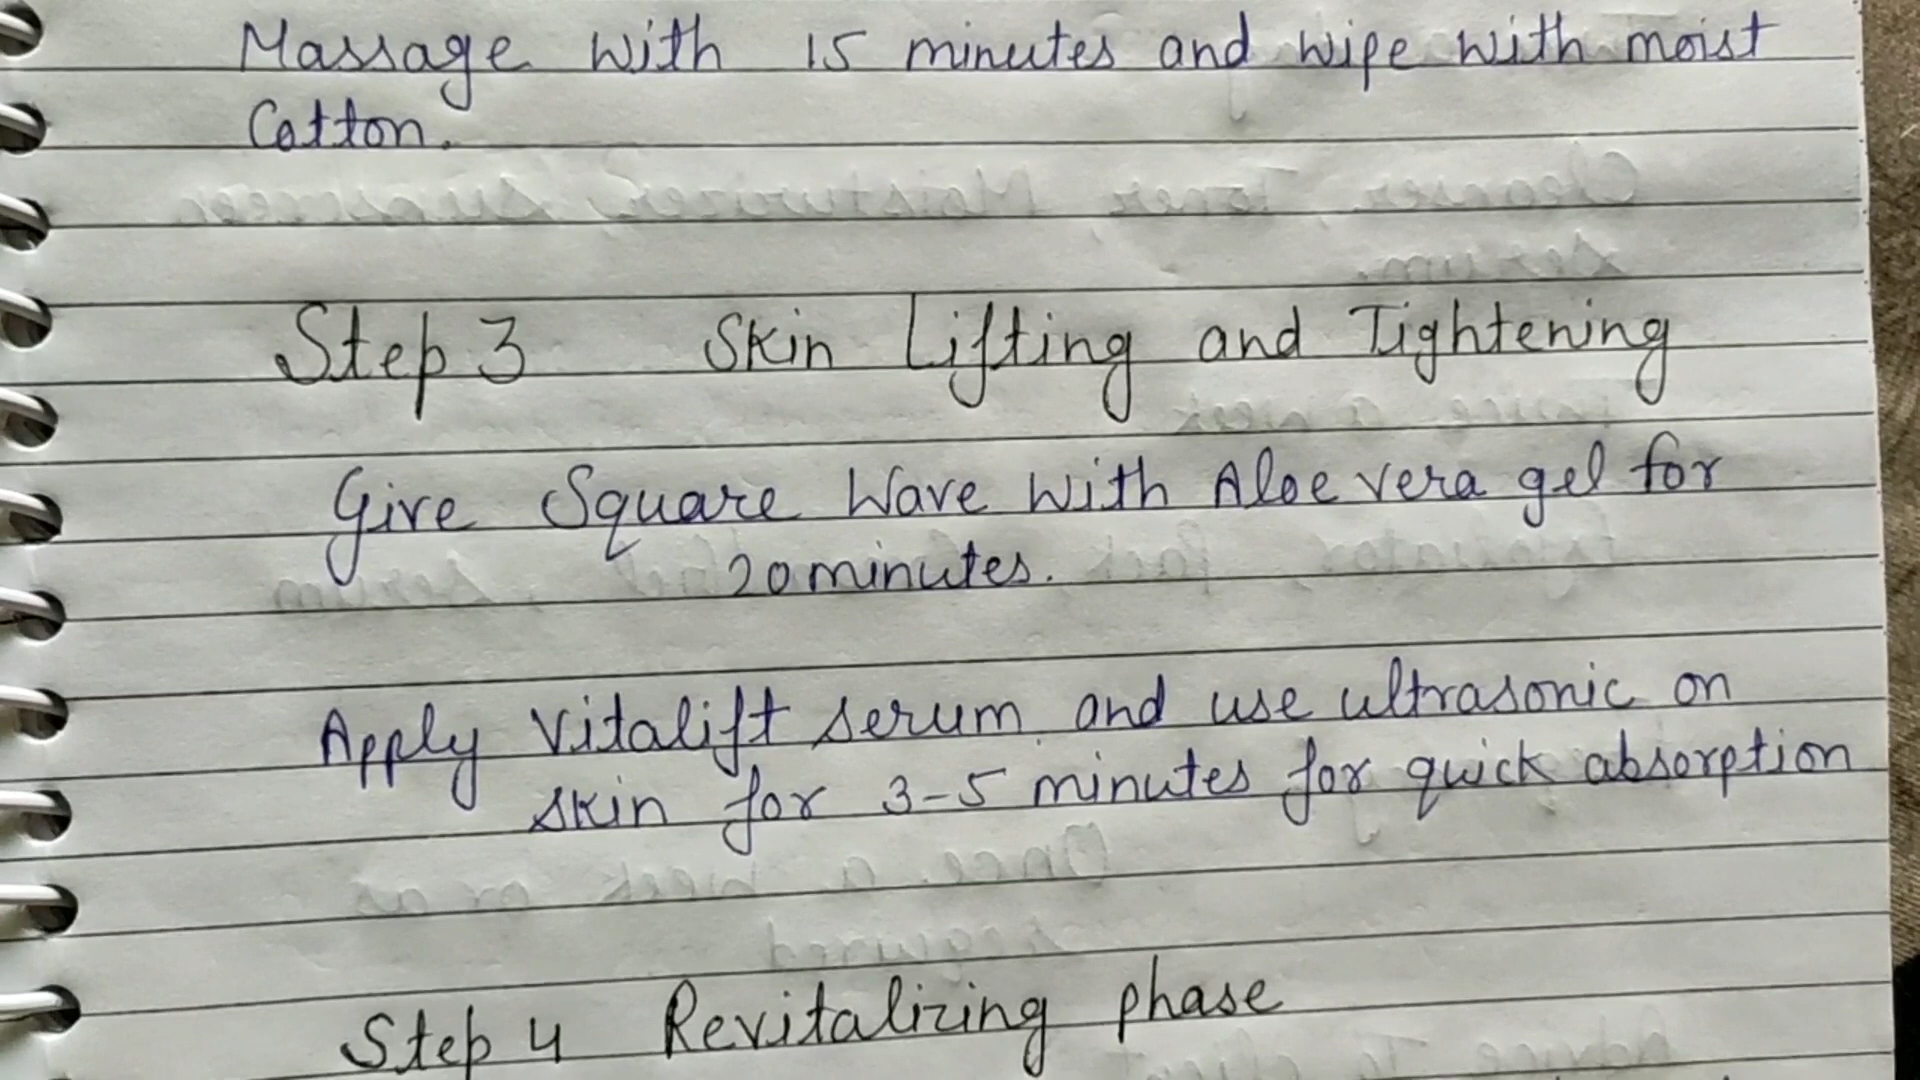 Massage with 15 minutes and wipe with moist
Cotton.
Step 3 Skin Lifting and Tightening
Give Square Wave with Aloe vera gel for
20 minutes.
Apply Vitalift serum and use ultrasonic on
skin for 3-5 minutes for quick absorption
Step 4 Revitalizing phase